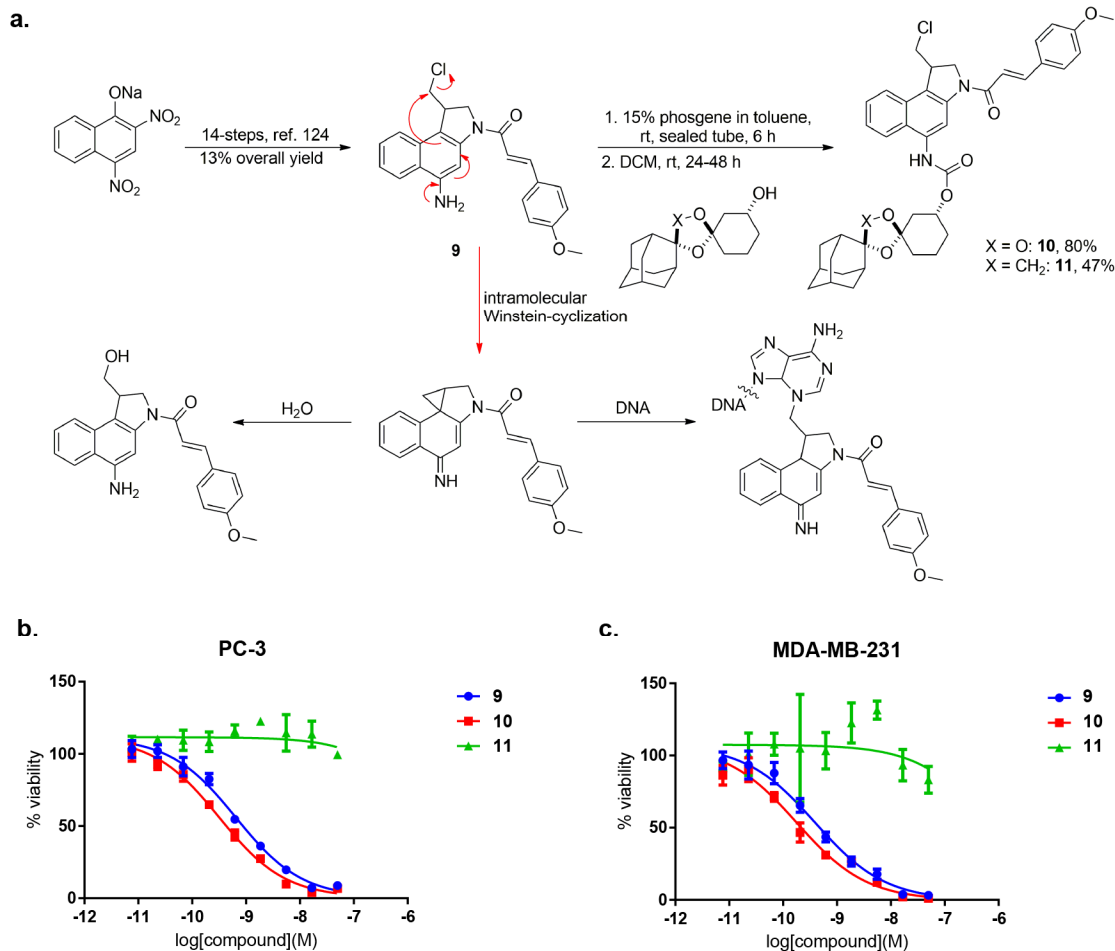 a.
ONa
NO2
NO2
14-steps, ref. 124
13% overall yield
Cl
N
O
NH2
O
9
1. 15% phosgene in toluene,
rt, sealed tube, 6 h
2. DCM, rt, 24-48 h
OH
X
O
O
Cl
N
O
O
NH
O
O
X
O
O
X = O: 10, 80%
X = CH2: 11, 47%
intramolecular
Winstein-cyclization
OH
N
O
NH2
O
H2O
N
O
NH
O
DNA
NH2
N
N
N
N
DNA
N
O
NH
O
b.
PC-3
% viability
150
100
50
0
-12
-11
-10
-9
-8
-7
-6
log[compound](M)
9
10
11
c.
MDA-MB-231
% viability
150
100
50
0
-12
-11
-10
-9
-8
-7
-6
log[compound](M)
9
10
11